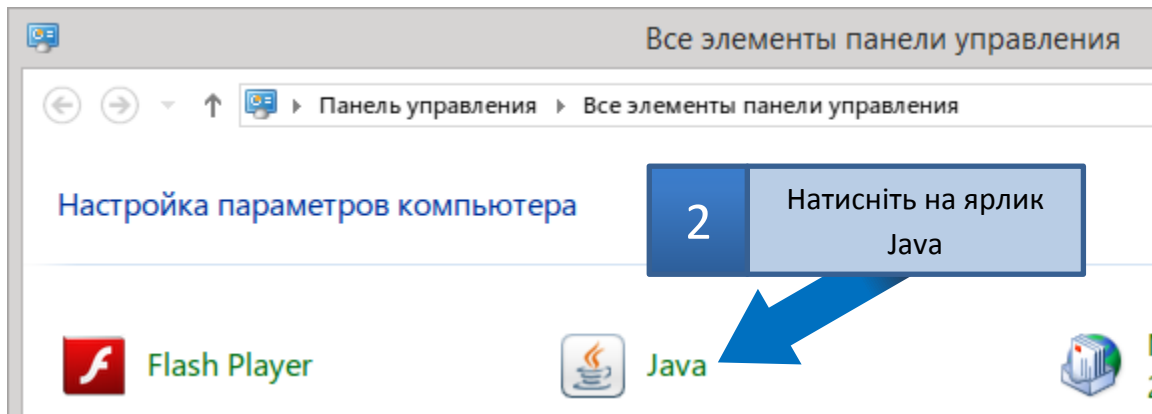 Все элементы панели управления
Панель управления Все элементы панели управления
Настройка параметров компьютера
2
Натисніть на ярлик
Java
Flash Player
Java